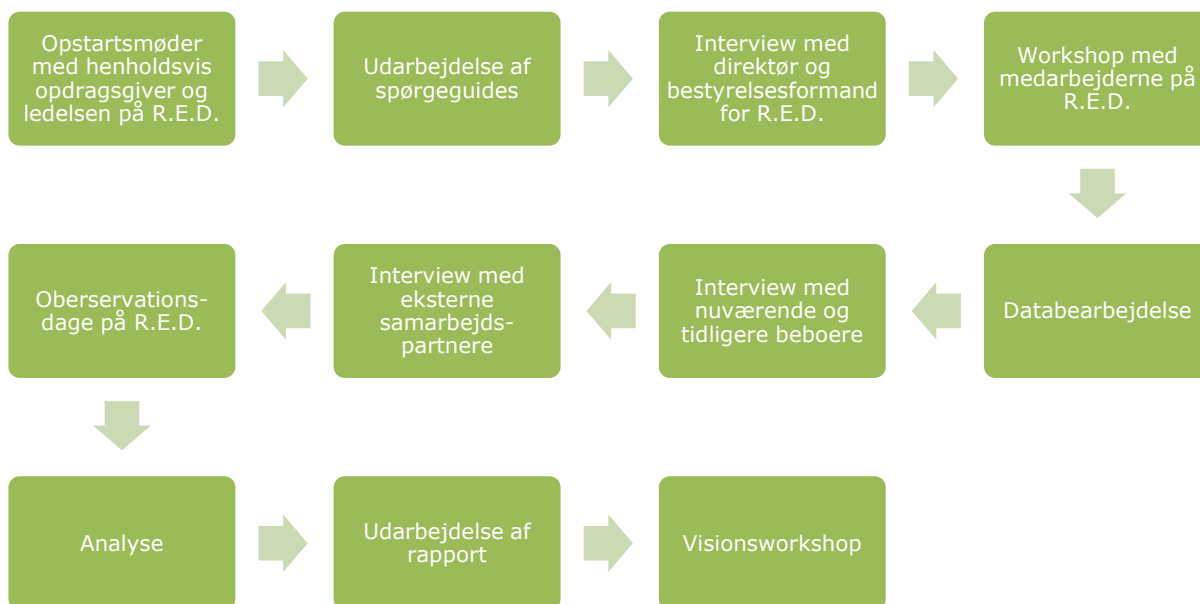 Opstartsmøder
med henholdsvis
opdragsgiver og
ledelsen på R.E.D.
Udarbejdelse af
spørgeguides
Interview med
direktør og
bestyrelsesformand
for R.E.D.
Workshop med
medarbejderne på
R.E.D.
Databearbejdelse
Interview med
nuværende og
tidligere beboere
Interview med
eksterne
samarbejds-
partnere
Oberservations-
dage på R.E.D.
Analyse
Udarbejdelse af
rapport
Visionsworkshop